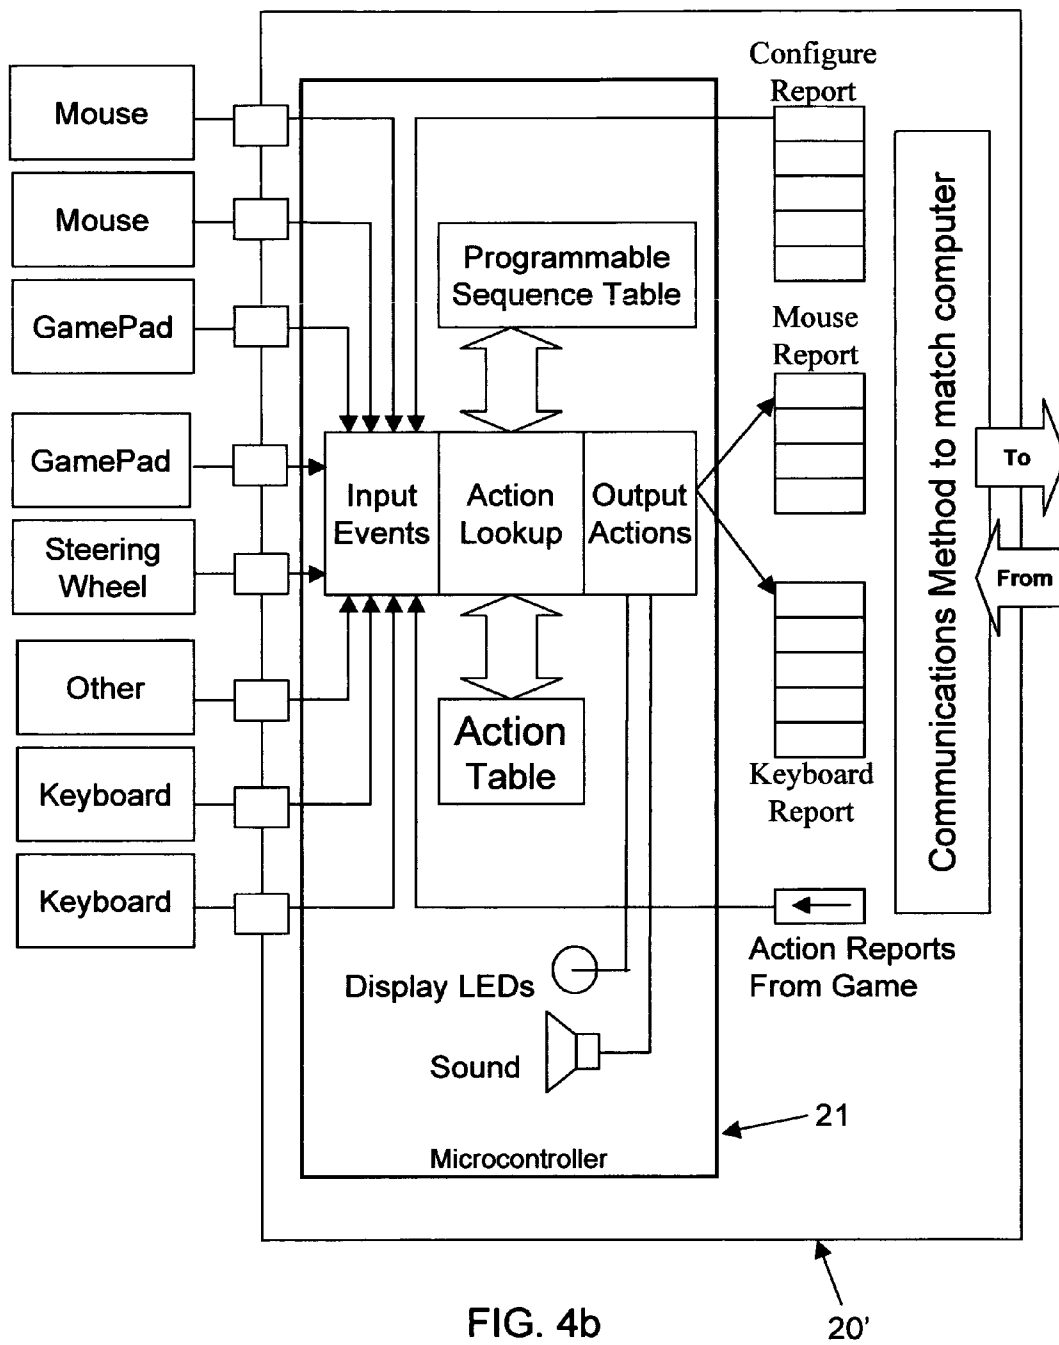 Configure
Report
Mouse
Mouse
GamePad
GamePad
Steering
Wheel
Other
Keyboard
Keyboard
Programmable
Sequence Table
Input
Events
Action
Lookup
Output
Actions
Action
Table
Mouse
Report
Keyboard
Report
Communications Method to match computer
To
From
Action Reports
From Game
Display LEDs
Sound
21
Microcontroller
20'
FIG. 4b